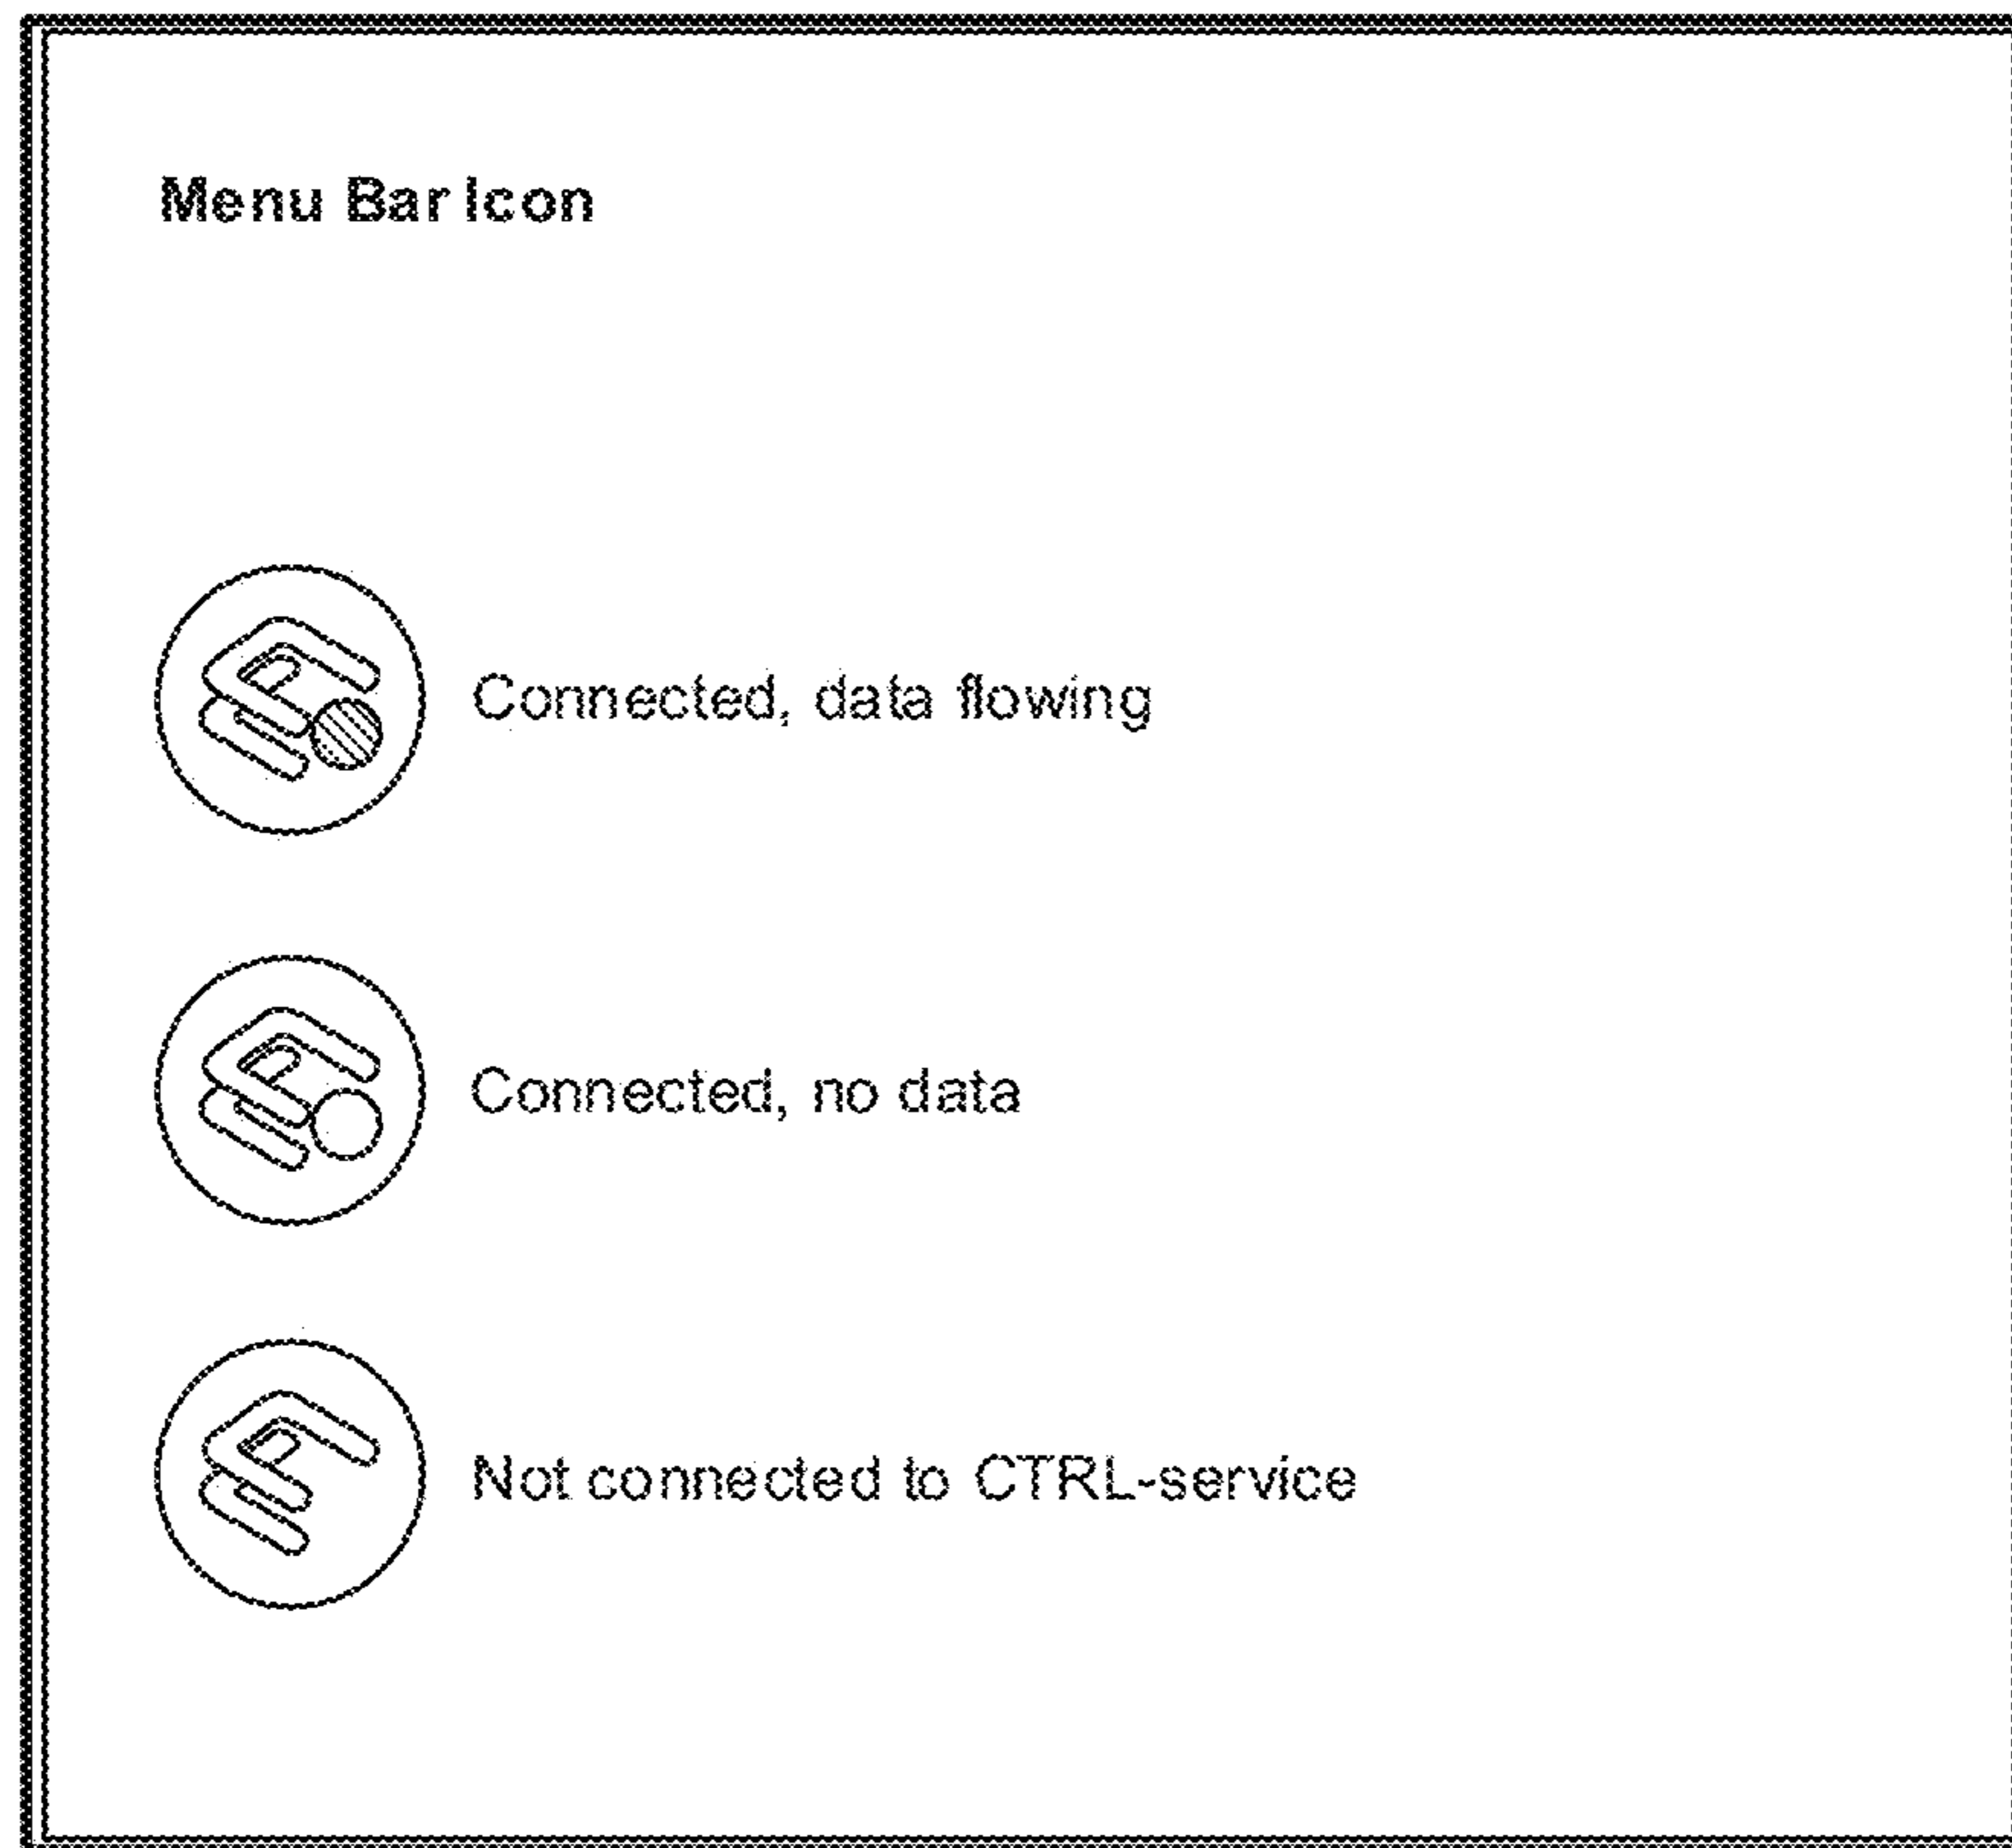 Menu Bar Icon
Connected, data flowing
Connected, no data
Not connected to CTRL-service